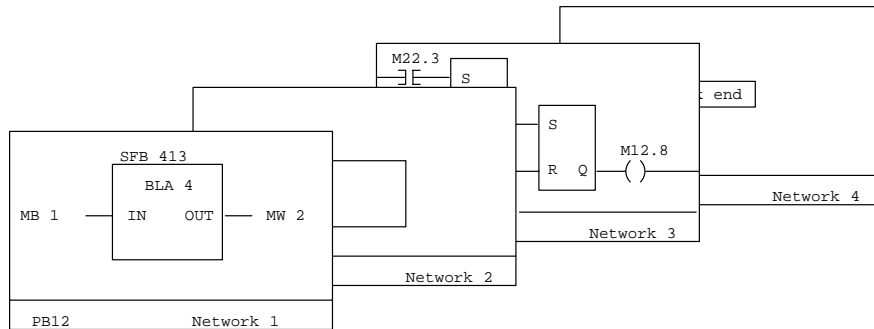 M22.3
S
end
S
R Q
M12.8
SFB 413
BLA 4
MB 1
IN OUT
MW 2
Network 4
Network 3
Network 2
PB12 Network 1